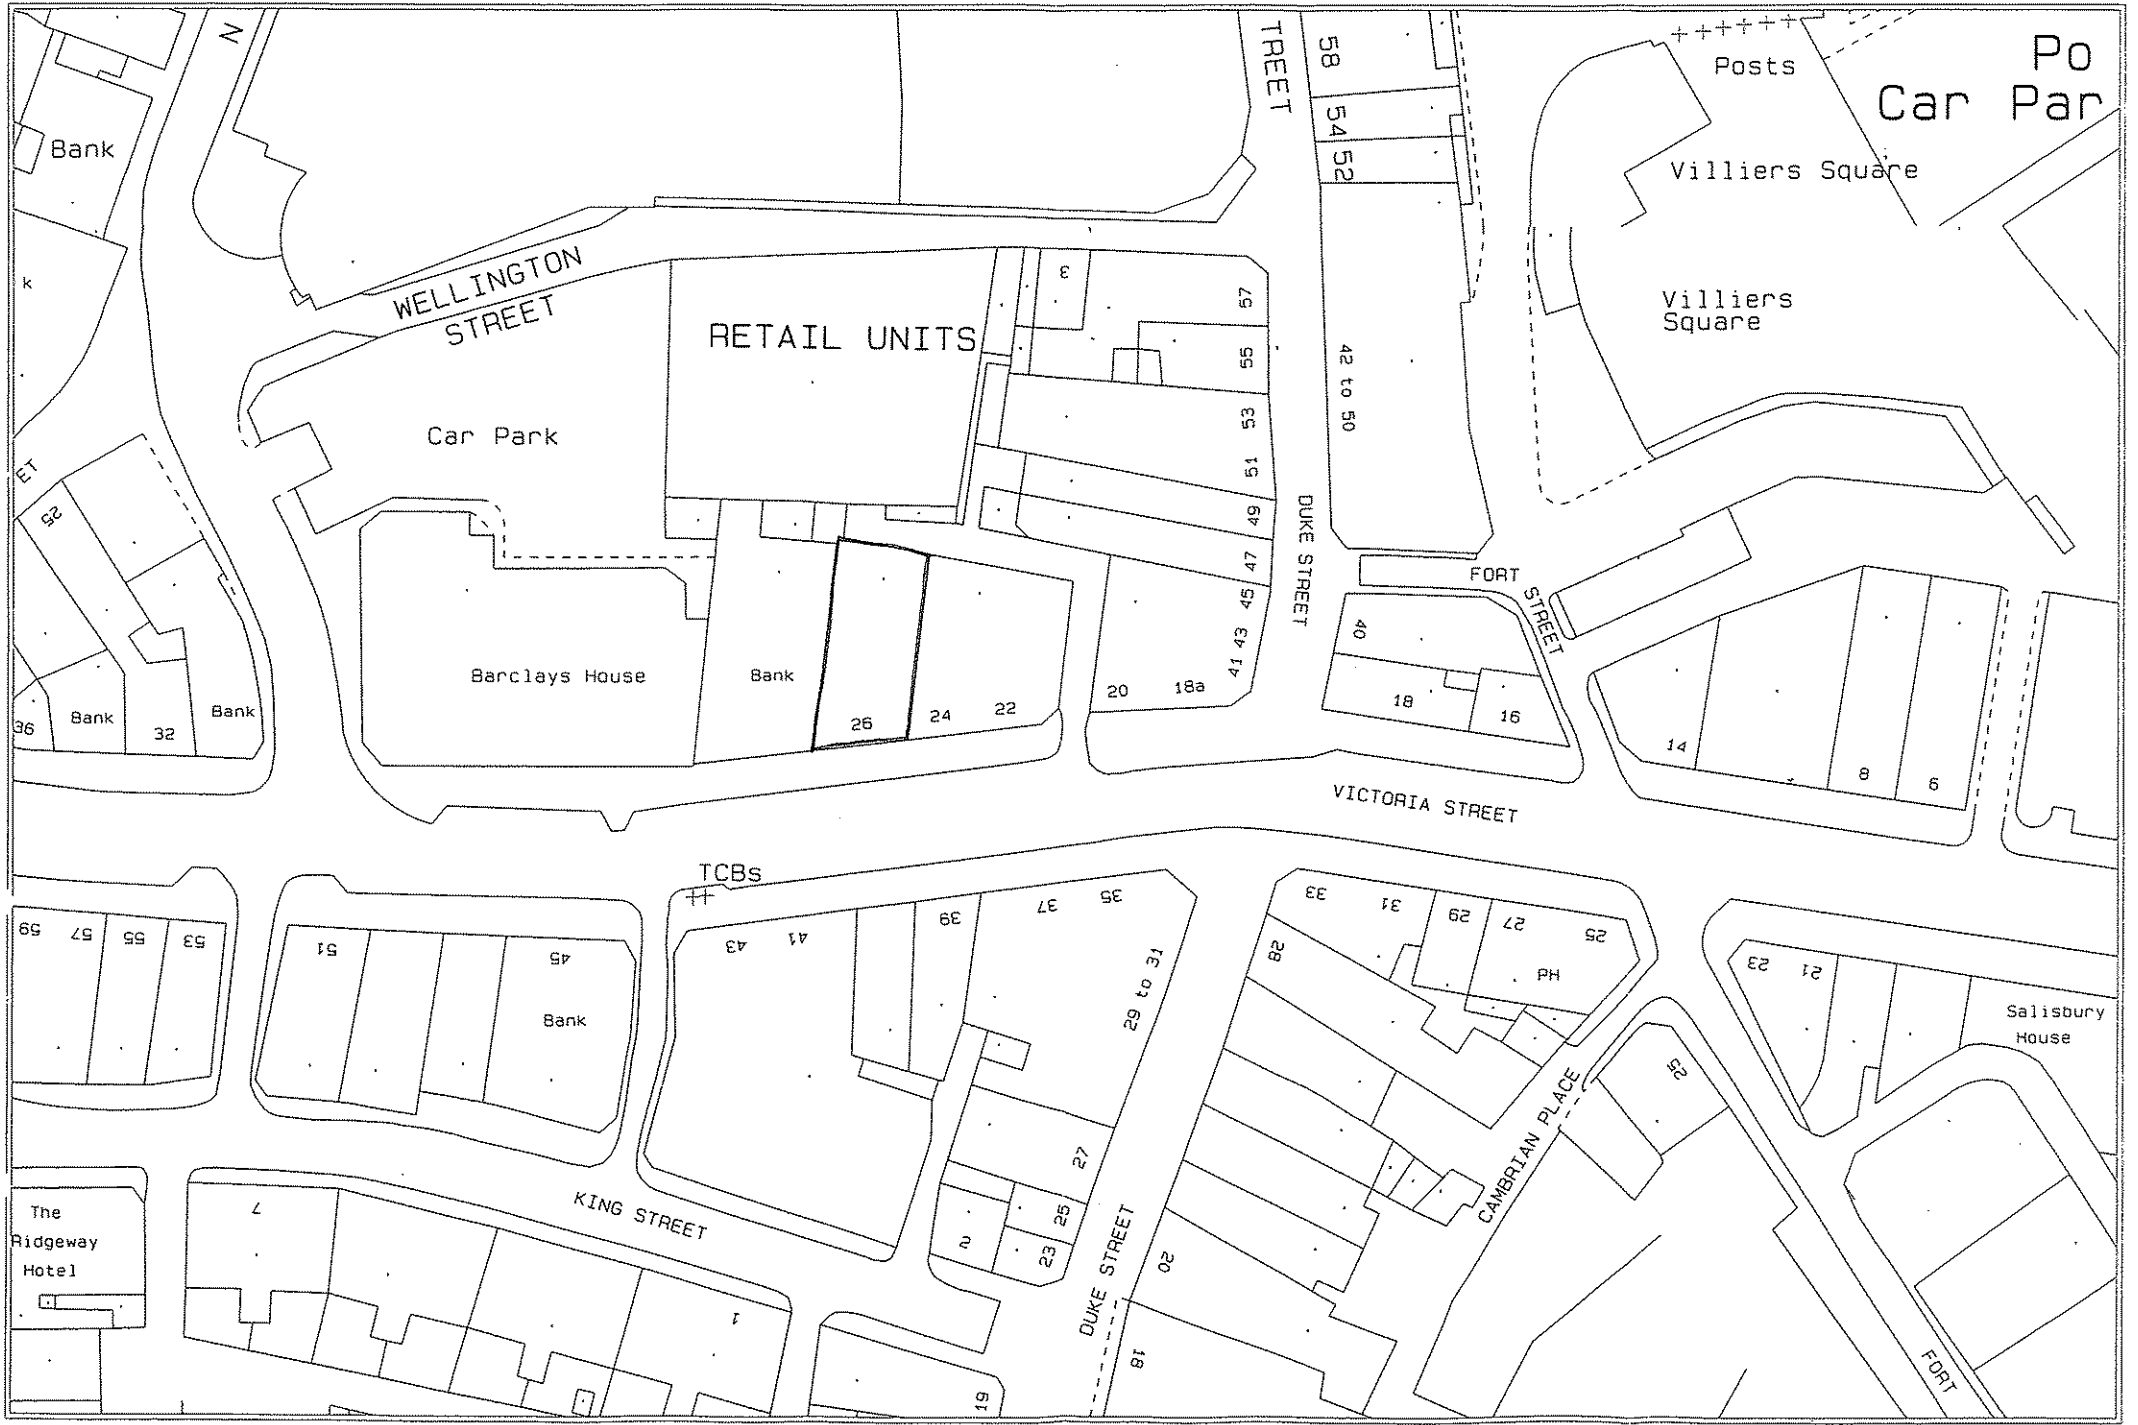 N
TREET
58
Posts
Po
Car Par
54
52
Bank
Villiers Square
k
WELLINGTON
STREET
3
57
Villiers
Square
RETAIL UNITS
55
42 to 50
Car Park
53
51
ET
25
49
DUKE STREET
47
FORT
STREET
45
43
41
40
Barclays House
Bank
20
18a
18
16
26
24
22
36
Bank
32
Bank
14
8
6
VICTORIA STREET
TCBs
59
57
55
53
51
45
Bank
43
41
39
37
35
29 to 31
33
31
29
27
25
PH
28
23
21
Salisbury
House
25
CAMBRIAN PLACE
27
25
23
2
KING STREET
7
1
The
Ridgeway
Hotel
DUKE STREET
20
18
19
FORT